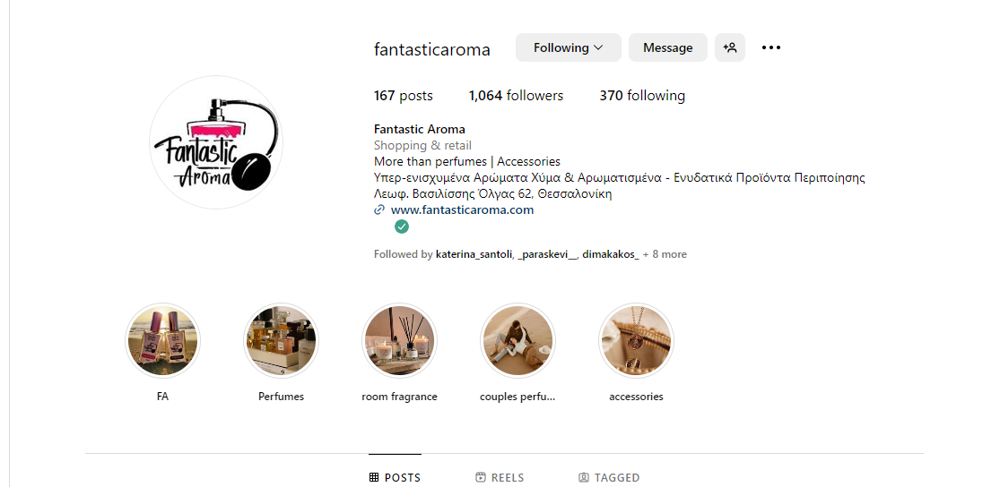 fantasticaroma Following Message
167 posts 1,064 followers 370 following
Fantastic Aroma
Fantastic Aroma
Shopping & retail
More than perfumes | Accessories
Υπερ-ενισχυμένα Αρώματα Χύμα & Αρωματισμένα - Ενυδατικά Προϊόντα Περιποίησης
Λεωφ. Βασιλίσσης Όλγας 62, Θεσσαλονίκη
www.fantasticaroma.com
Followed by katerina_santoli, _paraskevi__, dimakakos_ + 8 more
FA Perfumes room fragrance couples perfu... accessories
POSTS REELS TAGGED